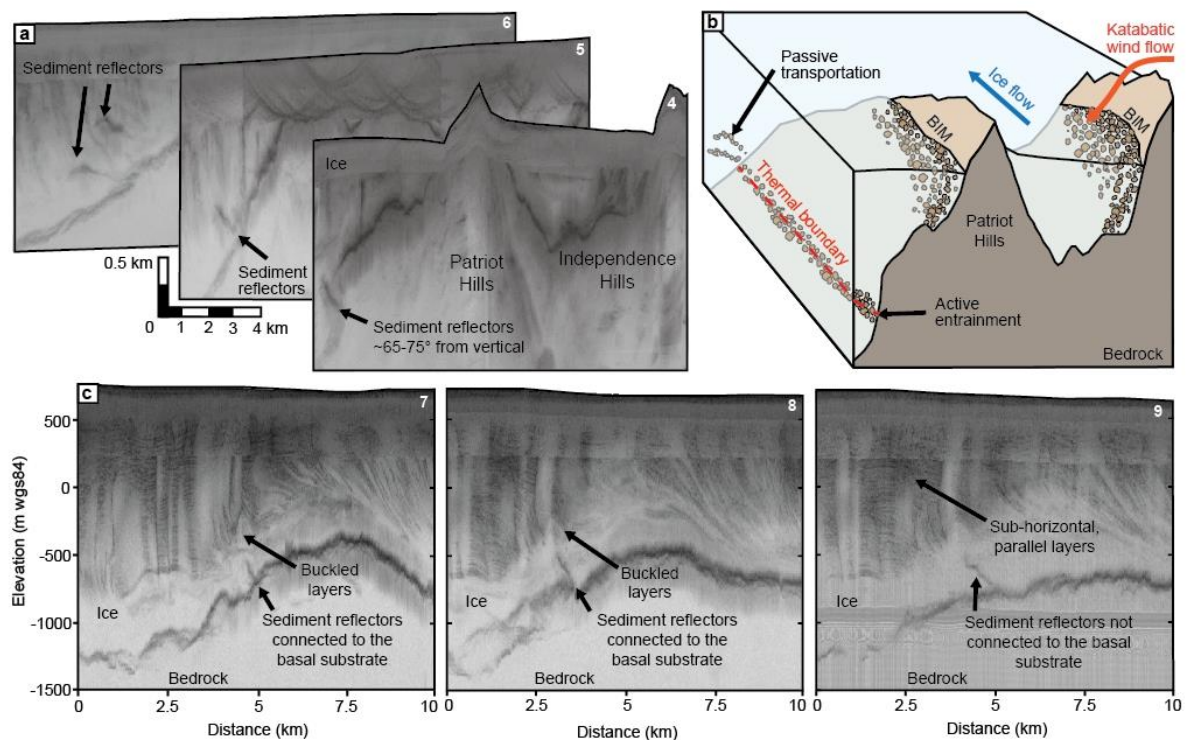 a
6
Sediment reflectors
5
Sediment
reflectors
4
Ice
Patriot
Hills
Independence
Hills
Sediment reflectors
~65-75° from vertical
0.5 km
0 1 2 3 4 km
b
Passive
transportation
Katabatic
wind flow
Ice flow
BIM
BIM
Thermal boundary
Patriot
Hills
Active
entrainment
Bedrock
c
7
Elevation (m wgs84)
500
0
-500
-1000
-1500
Buckled
layers
Ice
Sediment reflectors
connected to the
basal substrate
Bedrock
0 2.5 5 7.5 10
Distance (km)
8
Buckled
layers
Ice
Sediment reflectors
connected to the
basal substrate
Bedrock
2.5 5 7.5 10
Distance (km)
9
Sub-horizontal,
parallel layers
Ice
Sediment reflectors not
connected to the basal
substrate
Bedrock
2.5 5 7.5 10
Distance (km)